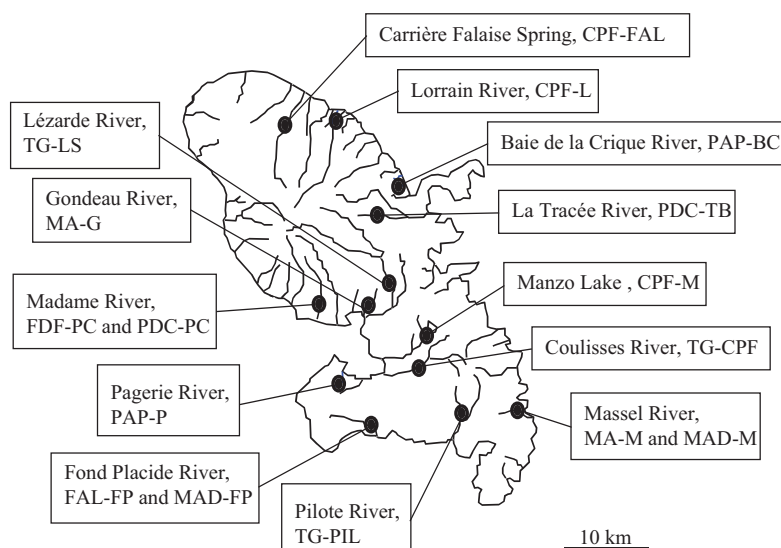 Carrière Falaise Spring, CPF-FAL
Lorrain River, CPF-L
Lézarde River,
TG-LS
Baie de la Crique River, PAP-BC
Gondeau River,
MA-G
La Tracée River, PDC-TB
Madame River,
FDF-PC and PDC-PC
Manzo Lake , CPF-M
Coulisses River, TG-CPF
Pagerie River,
PAP-P
Massel River,
MA-M and MAD-M
Fond Placide River,
FAL-FP and MAD-FP
Pilote River,
TG-PIL
10 km